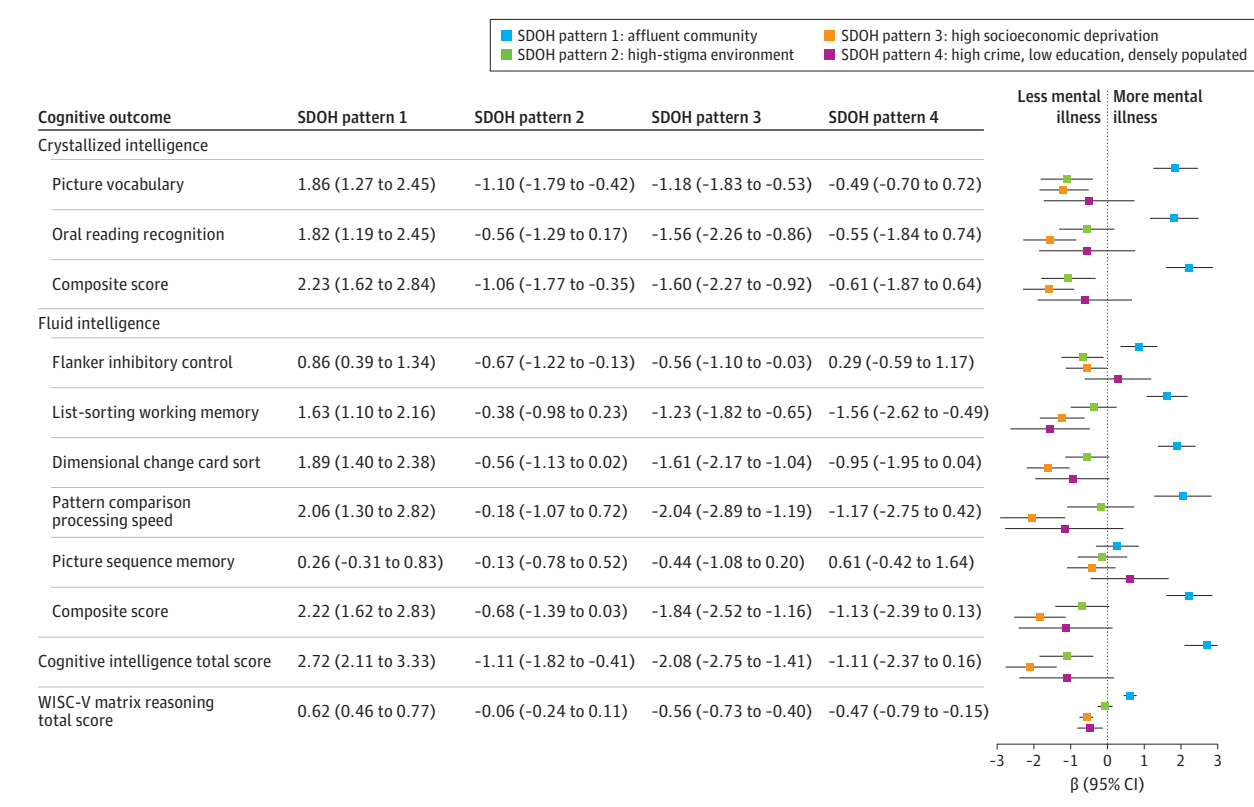 SDOH pattern 1: affluent community
SDOH pattern 3: high socioeconomic deprivation
SDOH pattern 2: high-stigma environment
SDOH pattern 4: high crime, low education, densely populated
Less mental illness
More mental illness
Cognitive outcome SDOH pattern 1 SDOH pattern 2 SDOH pattern 3 SDOH pattern 4
Crystallized intelligence
Picture vocabulary 1.86 (1.27 to 2.45) -1.10 (-1.79 to -0.42) -1.18 (-1.83 to -0.53) -0.49 (-0.70 to 0.72)
Oral reading recognition 1.82 (1.19 to 2.45) -0.56 (-1.29 to 0.17) -1.56 (-2.26 to -0.86) -0.55 (-1.84 to 0.74)
Composite score 2.23 (1.62 to 2.84) -1.06 (-1.77 to -0.35) -1.60 (-2.27 to -0.92) -0.61 (-1.87 to 0.64)
Fluid intelligence
Flanker inhibitory control 0.86 (0.39 to 1.34) -0.67 (-1.22 to -0.13) -0.56 (-1.10 to -0.03) 0.29 (-0.59 to 1.17)
List-sorting working memory 1.63 (1.10 to 2.16) -0.38 (-0.98 to 0.23) -1.23 (-1.82 to -0.65) -1.56 (-2.62 to -0.49)
Dimensional change card sort 1.89 (1.40 to 2.38) -0.56 (-1.13 to 0.02) -1.61 (-2.17 to -1.04) -0.95 (-1.95 to 0.04)
Pattern comparison
processing speed 2.06 (1.30 to 2.82) -0.18 (-1.07 to 0.72) -2.04 (-2.89 to -1.19) -1.17 (-2.75 to 0.42)
Picture sequence memory 0.26 (-0.31 to 0.83) -0.13 (-0.78 to 0.52) -0.44 (-1.08 to 0.20) 0.61 (-0.42 to 1.64)
Composite score 2.22 (1.62 to 2.83) -0.68 (-1.39 to 0.03) -1.84 (-2.52 to -1.16) -1.13 (-2.39 to 0.13)
Cognitive intelligence total score 2.72 (2.11 to 3.33) -1.11 (-1.82 to -0.41) -2.08 (-2.75 to -1.41) -1.11 (-2.37 to 0.16)
WISC-V matrix reasoning
total score 0.62 (0.46 to 0.77) -0.06 (-0.24 to 0.11) -0.56 (-0.73 to -0.40) -0.47 (-0.79 to -0.15)
-3 -2 -1 0 1 2 3
β (95% CI)